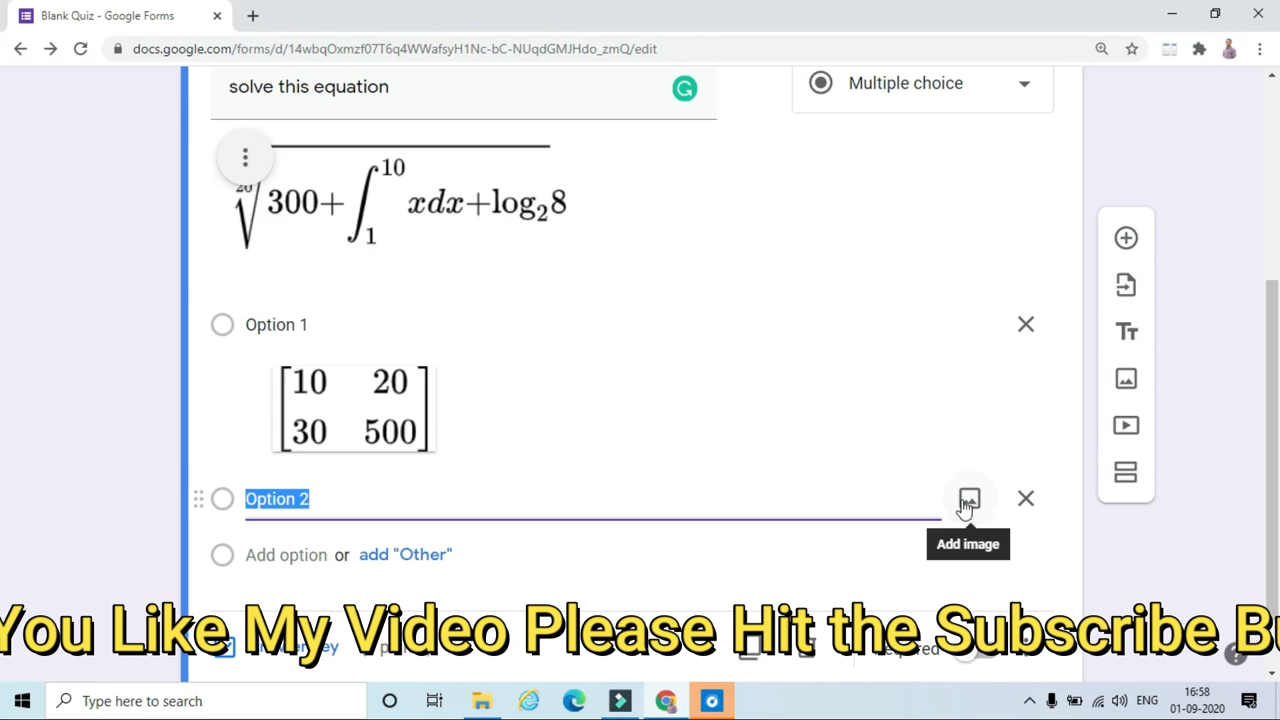 Blank Quiz - Google Forms
docs.google.com/forms/d/14wbqOxmzf07T6q4WWafsyH1Nc-bC-NUqdGMJHdo_zmQ/edit
solve this equation
Multiple choice
20√300+∫₁¹⁰ xdx+log₂8
Option 1
10 20
30 500
Option 2
Add image
Add option or add "Other"
You Like My Video Please Hit the Subscribe Bu
Type here to search
ENG
16:58
01-09-2020